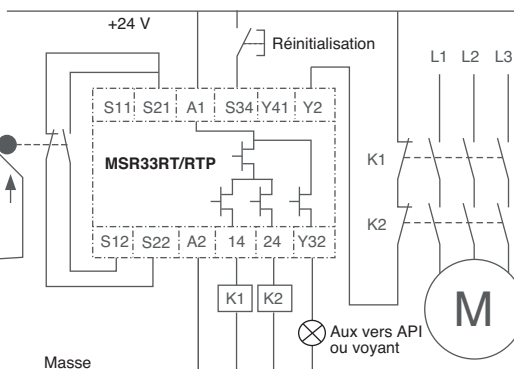 +24 V
Réinitialisation
L1 L2 L3
S11 S21 A1 S34 Y41 Y2
MSR33RT/RTP
K1
K2
S12 S22 A2 14 24 Y32
K1 K2
M
Aux vers API
ou voyant
Masse